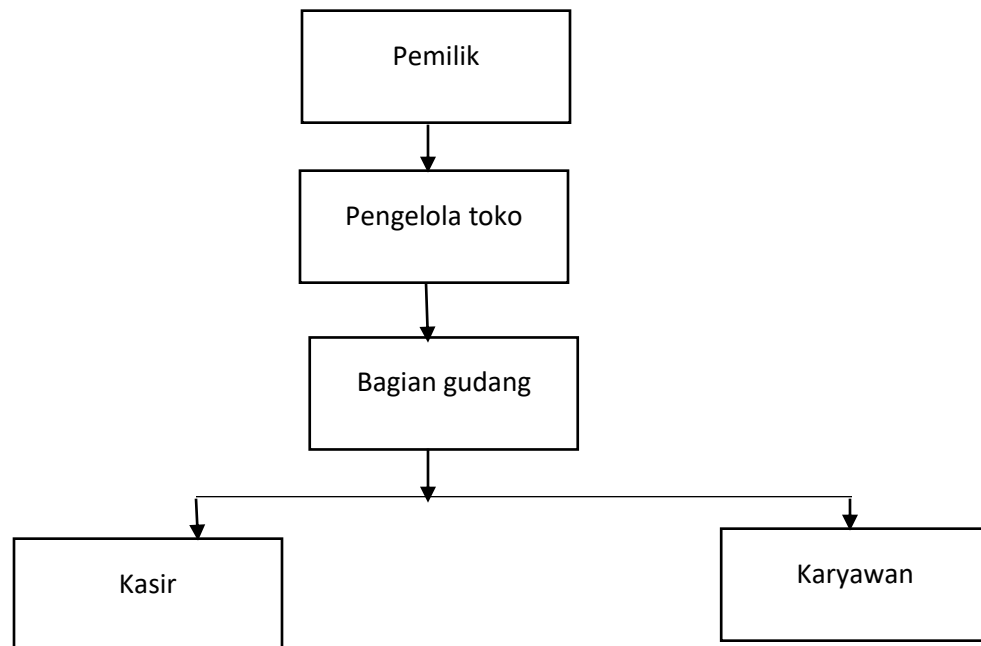 Pemilik
Pengelola toko
Bagian gudang
Kasir
Karyawan